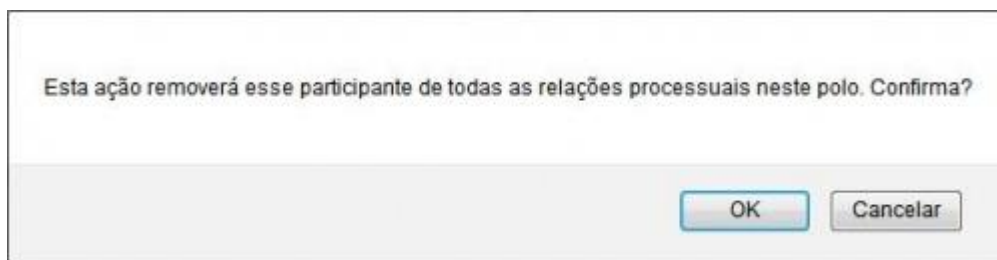 Esta ação removerá esse participante de todas as relações processuais neste polo. Confirma?
OK
Cancelar